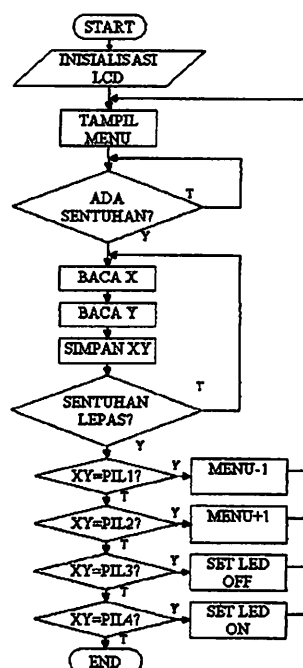 START
INISIALISASI
LCD
TAMPIL
MENU
ADA
SENTUHAN?
T
Y
BACA X
BACA Y
SIMPAN XY
SENTUHAN
LEPAS?
T
Y
XY=PIL1?
Y
MENU-1
T
XY=PIL2?
Y
MENU+1
T
XY=PIL3?
Y
SET LED
OFF
T
XY=PIL4?
Y
SET LED
ON
T
END